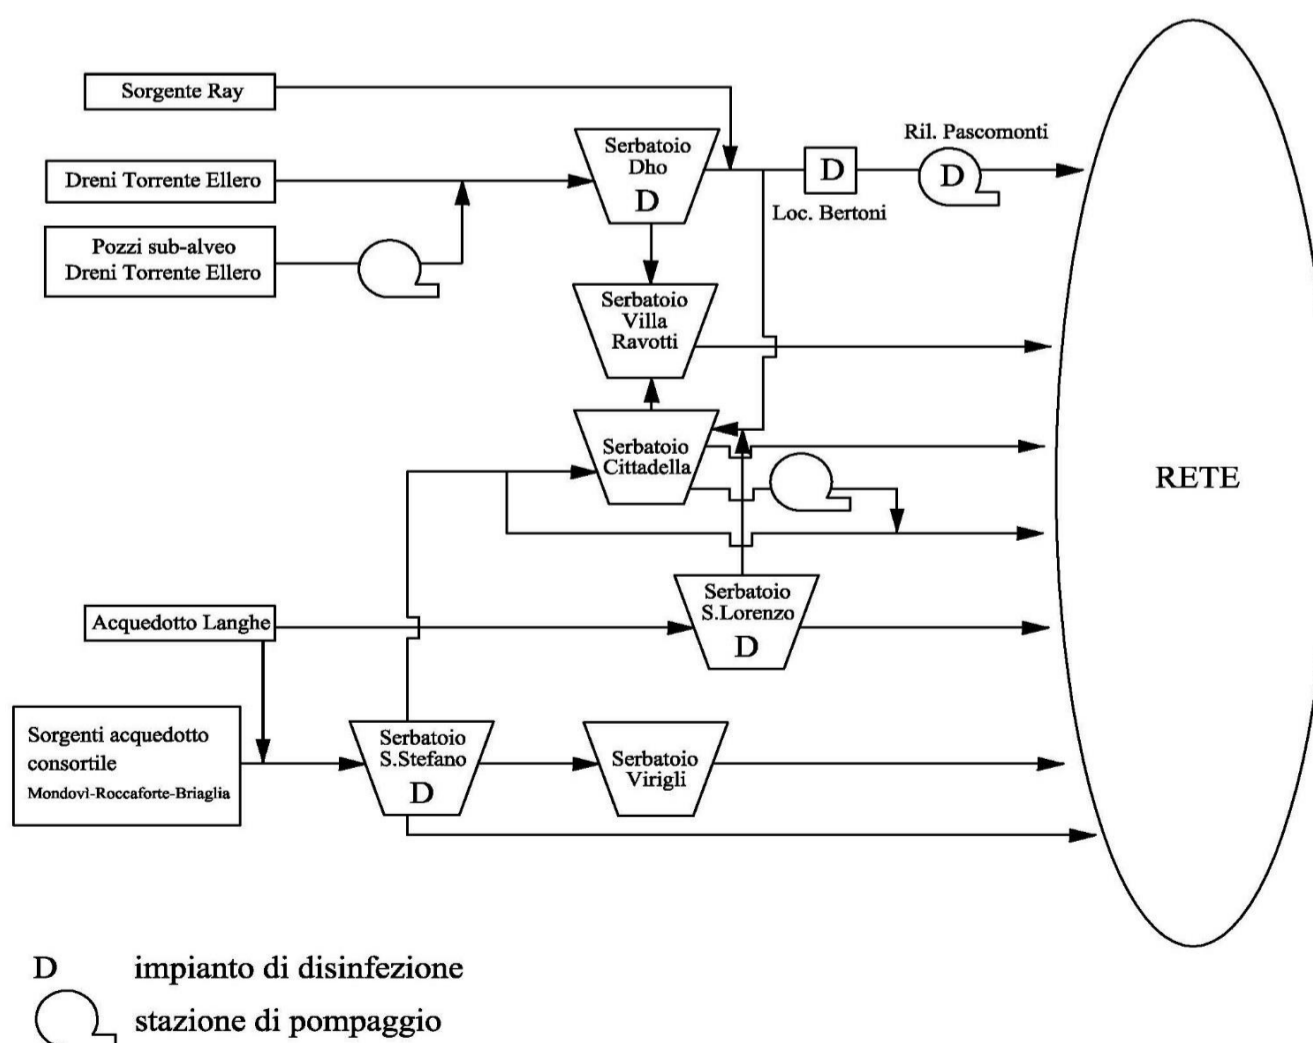 Sorgente Ray
Serbatoio
Dho
D
Ril. Pascomonti
D
D
Loc. Bertoni
Dreni Torrente Ellero
Pozzi sub-alveo
Dreni Torrente Ellero
Serbatoio
Villa
Ravotti
Serbatoio
Cittadella
RETE
Serbatoio
S.Lorenzo
D
Acquedotto Langhe
Sorgenti acquedotto
consortile
Mondovì-Roccaforte-Briaglia
Serbatoio
S.Stefano
D
Serbatoio
Virigli
D impianto di disinfezione
stazione di pompaggio